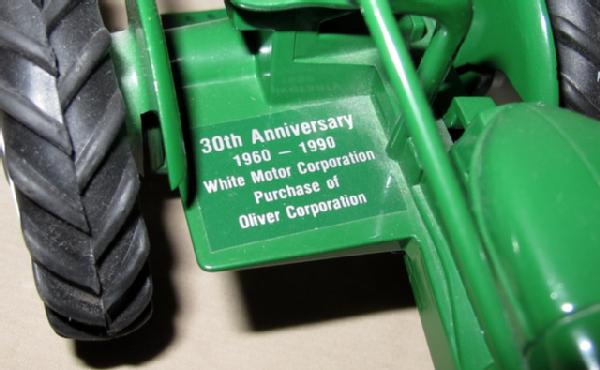 30th Anniversary
1960 - 1990
White Motor Corporation
Purchase of
Oliver Corporation